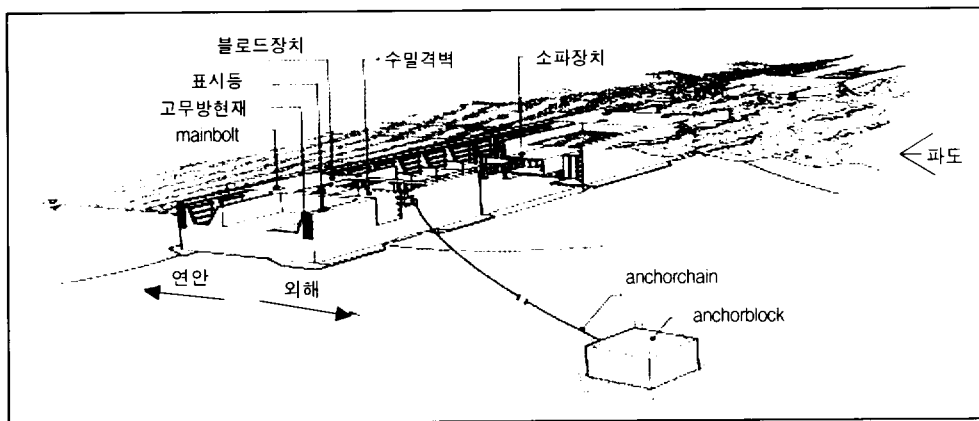 블로드장치
수밀격벽
소파장치
표시등
고무방현재
mainbolt
파도
연안
외해
anchorchain
anchorblock